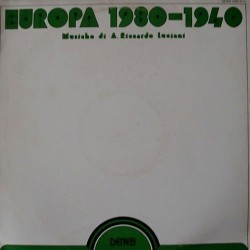 EUROPA 1980-1940
Musiche di A. Riccardo Luciani